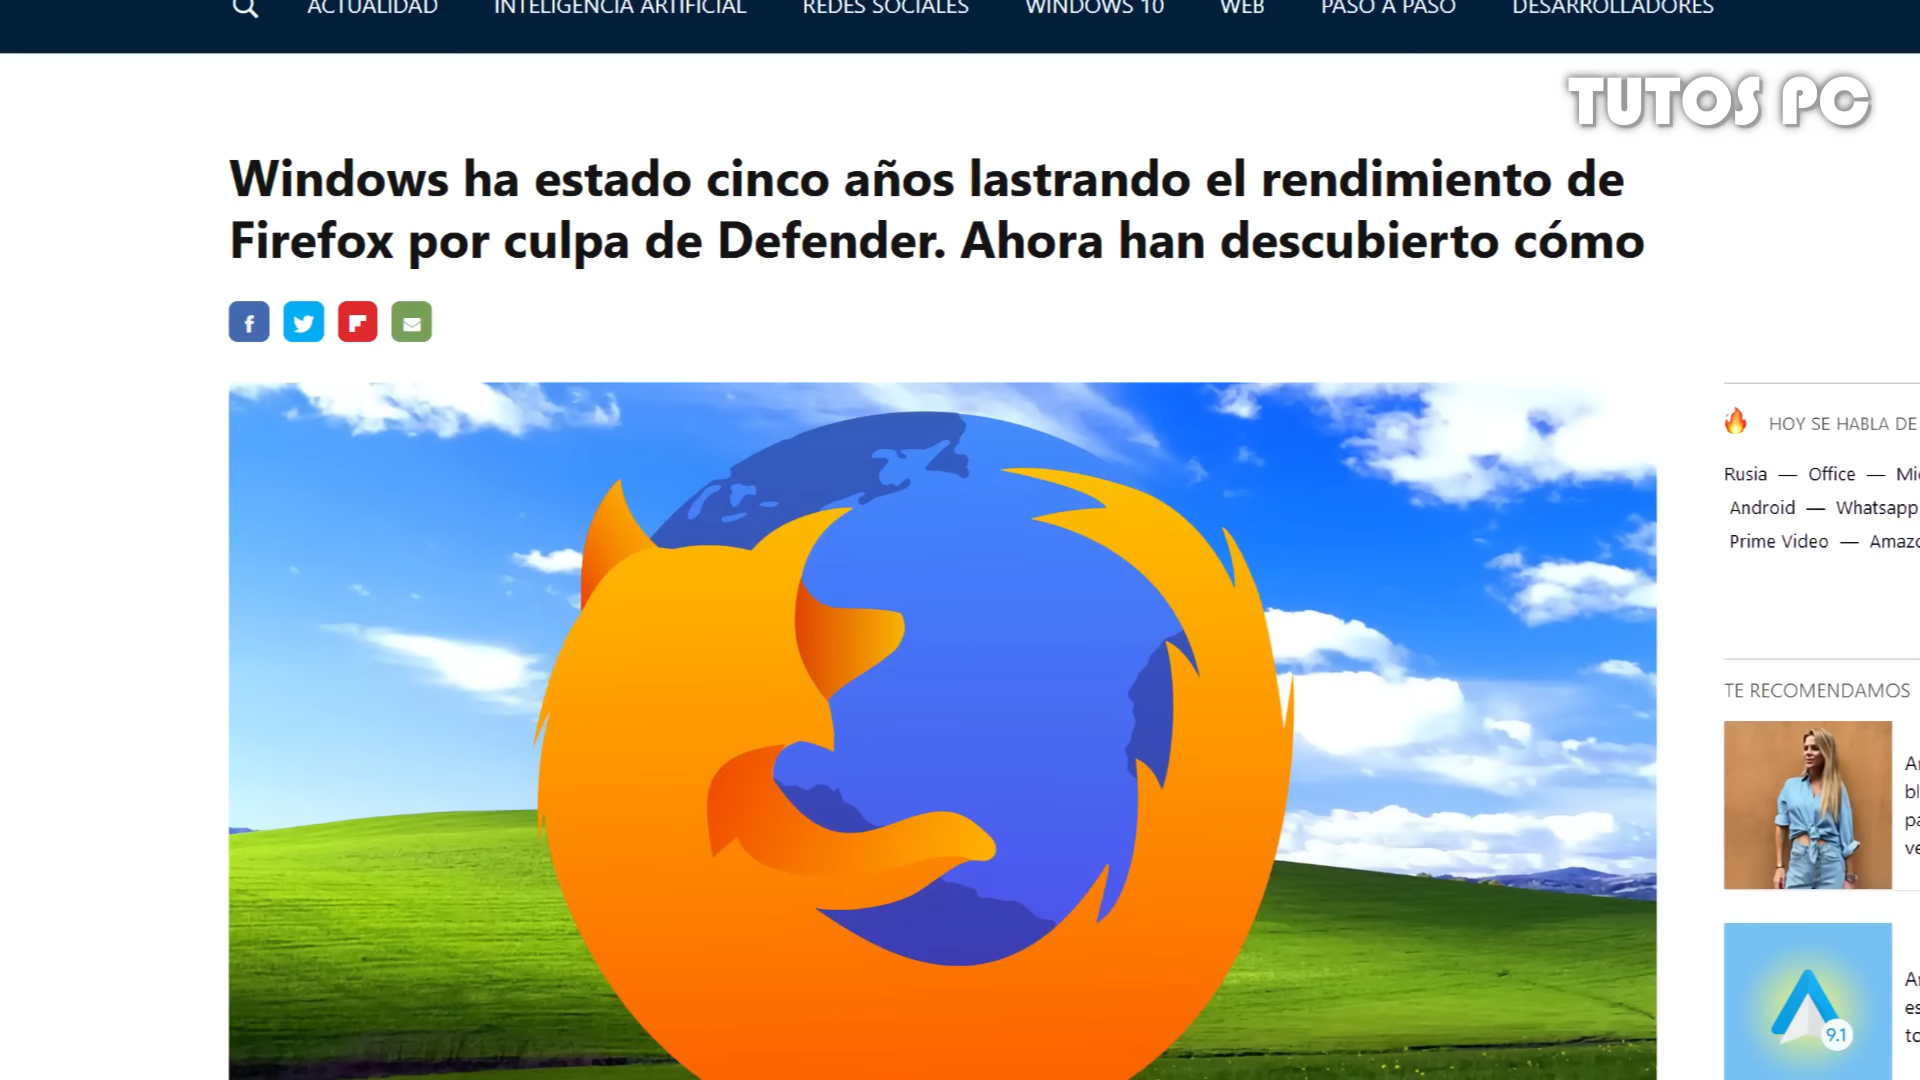 ACTUALIDAD INTELIGENCIA ARTIFICIAL REDES SOCIALES WINDOWS 10 WEB PASO A PASO DESARROLLADORES
TUTOS PC
Windows ha estado cinco años lastrando el rendimiento de
Firefox por culpa de Defender. Ahora han descubierto cómo
HOY SE HABLA DE
Rusia — Office —
Android — Whatsapp
Prime Video —
TE RECOMENDAMOS
9.1